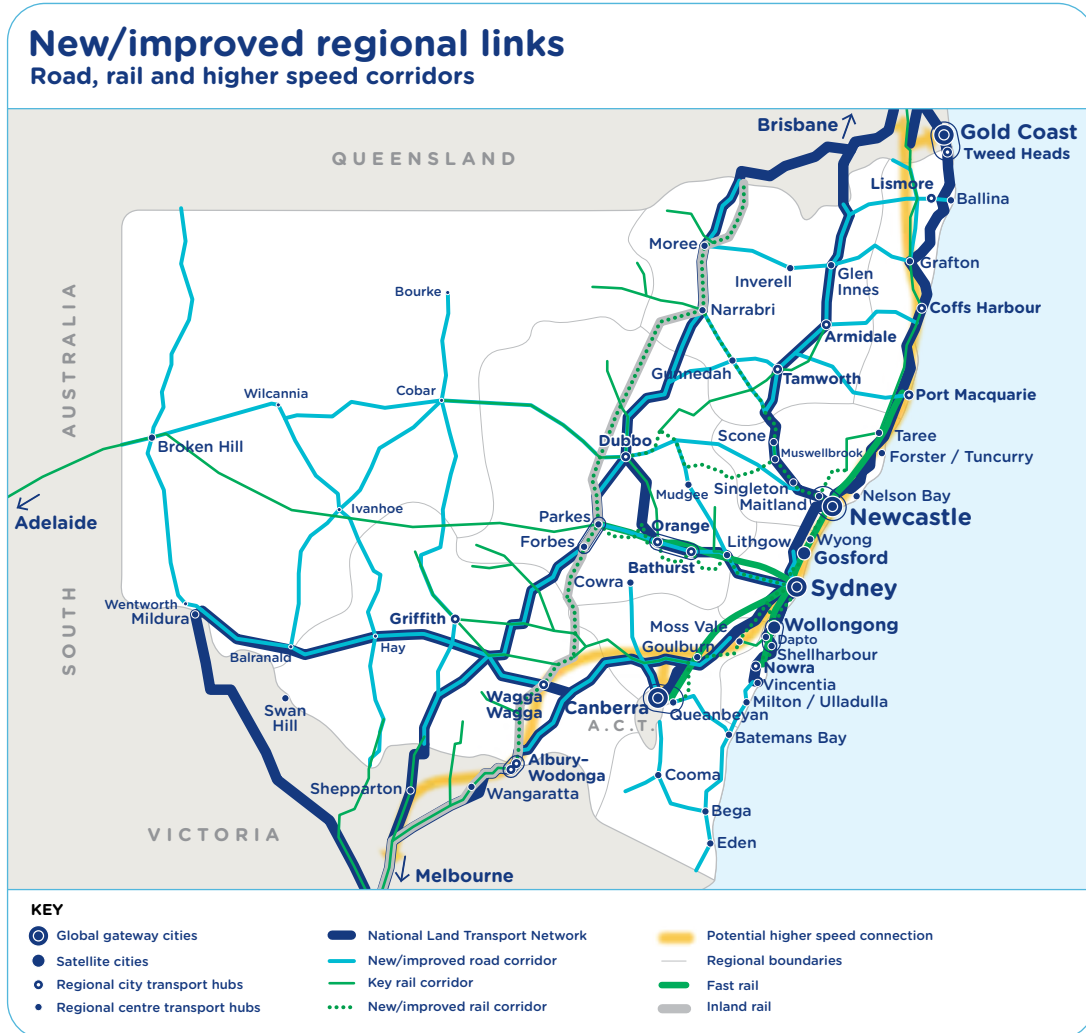 New/improved regional links
Road, rail and higher speed corridors
Brisbane
Gold Coast
Tweed Heads
QUEENSLAND
Lismore
Ballina
Moree
Inverell
Glen
Innes
Grafton
Bourke
Narrabri
Coffs Harbour
Armidale
AUSTRALIA
Gunnedah
Tamworth
Wilcannia
Cobar
Port Macquarie
Broken Hill
Dubbo
Scone
Taree
Muswellbrook
Forster / Tuncurry
Mudgee
Singleton
Maitland
Nelson Bay
Adelaide
Ivanhoe
Parkes
Orange
Newcastle
Forbes
Lithgow
Wyong
Gosford
Bathurst
Cowra
Sydney
SOUTH
Wentworth
Mildura
Griffith
Moss Vale
Wollongong
Dapto
Balranald
Hay
Goulburn
Shellharbour
Nowra
Vincentia
Swan
Hill
Wagga
Wagga
Canberra
Milton / Ulladulla
Queanbeyan
A.C.T.
Batemans Bay
Albury–
Wodonga
Cooma
Shepparton
Wangaratta
Bega
VICTORIA
Eden
Melbourne
KEY
Global gateway cities
Satellite cities
Regional city transport hubs
Regional centre transport hubs
National Land Transport Network
New/improved road corridor
Key rail corridor
New/improved rail corridor
Potential higher speed connection
Regional boundaries
Fast rail
Inland rail